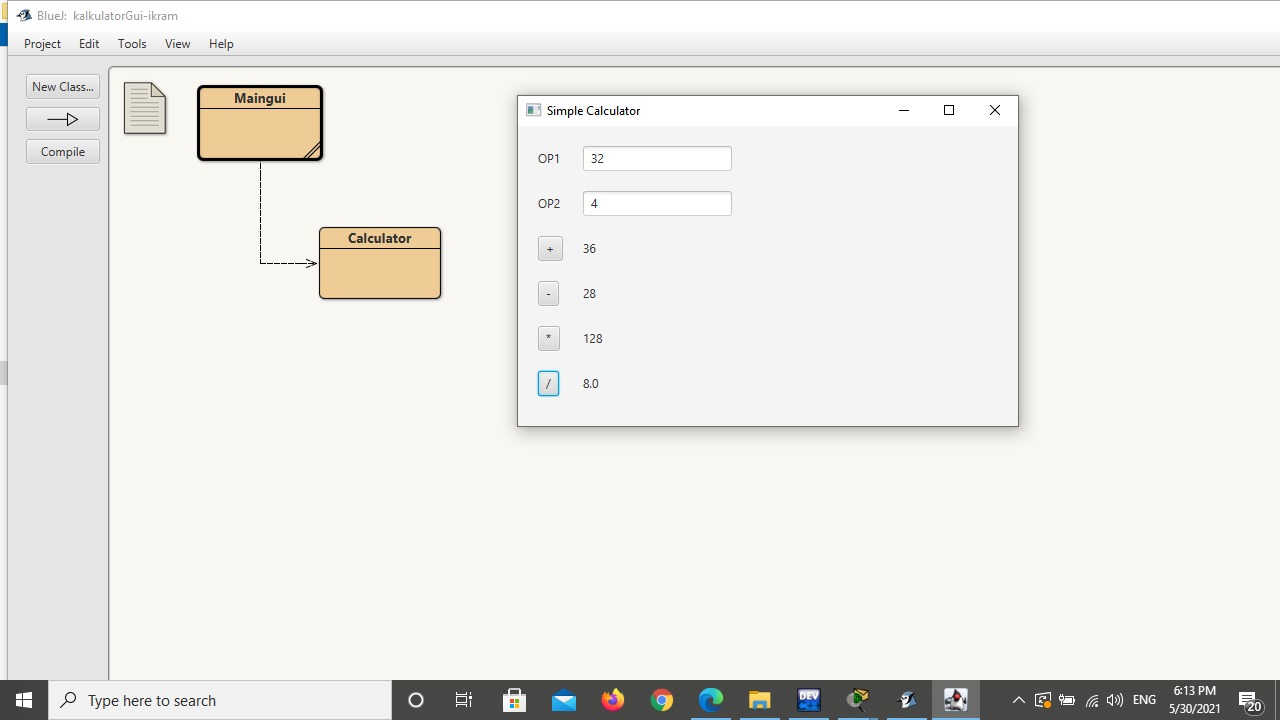 BlueJ: kalkulatorGui-ikram
Project Edit Tools View Help
New Class...
Compile
Maingui
Calculator
Simple Calculator
OP1 32
OP2 4
+ 36
- 28
* 128
/ 8.0
Type here to search
DEV
C++
ENG
6:13 PM
5/30/2021
20